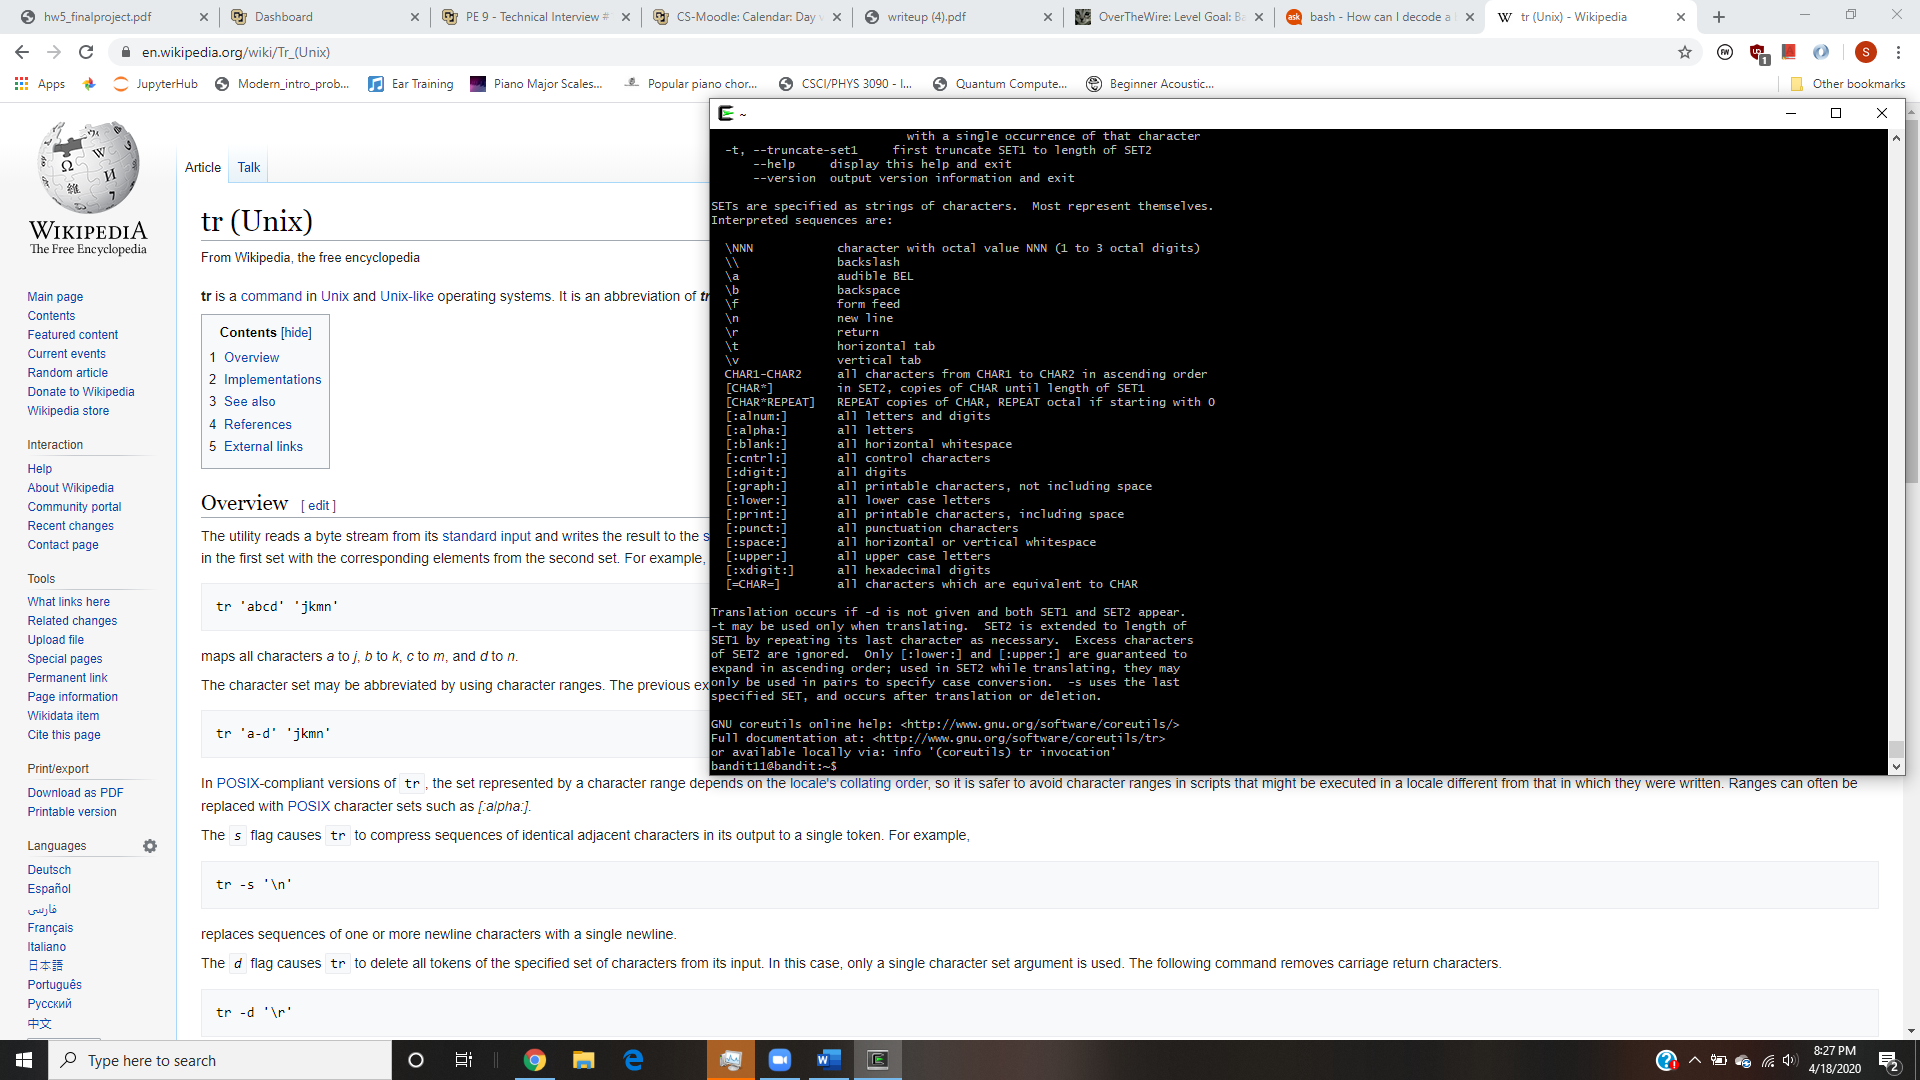 hw5_finalproject.pdf
Dashboard
PE 9 - Technical Interview #
CS-Moodle: Calendar: Day
writeup (4).pdf
OverTheWire: Level Goal: Ba
bash - How can I decode a
tr (Unix) - Wikipedia
en.wikipedia.org/wiki/Tr_(Unix)
S
Apps
JupyterHub
Modern_intro_prob...
Ear Training
Piano Major Scales...
Popular piano chor...
CSCI/PHYS 3090 - I...
Quantum Compute...
Beginner Acoustic...
Other bookmarks
WIKIPEDIA
The Free Encyclopedia
Main page
Contents
Featured content
Current events
Random article
Donate to Wikipedia
Wikipedia store
Interaction
Help
About Wikipedia
Community portal
Recent changes
Contact page
Tools
What links here
Related changes
Upload file
Special pages
Permanent link
Page information
Wikidata item
Cite this page
Print/export
Download as PDF
Printable version
Languages
Deutsch
Español
فارسی
Français
Italiano
日本語
Português
Русский
中文
Article Talk
tr (Unix)
From Wikipedia, the free encyclopedia
tr is a command in Unix and Unix-like operating systems. It is an abbreviation of
Contents [hide]
1 Overview
2 Implementations
3 See also
4 References
5 External links
Overview [ edit ]
The utility reads a byte stream from its standard input and writes the result to the
in the first set with the corresponding elements from the second set. For example,
tr 'abcd' 'jkmn'
maps all characters a to j, b to k, c to m, and d to n.
The character set may be abbreviated by using character ranges. The previous
tr 'a-d' 'jkmn'
In POSIX-compliant versions of tr, the set represented by a character range depends on the locale's collating order, so it is safer to avoid character ranges in scripts that might be executed in a locale different from that in which they were written. Ranges can often be
replaced with POSIX character sets such as [:alpha:].
The s flag causes tr to compress sequences of identical adjacent characters in its output to a single token. For example,
tr -s '\n'
replaces sequences of one or more newline characters with a single newline.
The d flag causes tr to delete all tokens of the specified set of characters from its input. In this case, only a single character set argument is used. The following command removes carriage return characters.
tr -d '\r'
~
with a single occurrence of that character
-t, --truncate-set1 first truncate SET1 to length of SET2
--help display this help and exit
--version output version information and exit
SETs are specified as strings of characters. Most represent themselves.
Interpreted sequences are:
\NNN character with octal value NNN (1 to 3 octal digits)
\\ backslash
\a audible BEL
\b backspace
\f form feed
\n new line
\r return
\t horizontal tab
\v vertical tab
CHAR1-CHAR2 all characters from CHAR1 to CHAR2 in ascending order
[CHAR*] in SET2, copies of CHAR until length of SET1
[CHAR*REPEAT] REPEAT copies of CHAR, REPEAT octal if starting with 0
[:alnum:] all letters and digits
[:alpha:] all letters
[:blank:] all horizontal whitespace
[:cntrl:] all control characters
[:digit:] all digits
[:graph:] all printable characters, not including space
[:lower:] all lower case letters
[:print:] all printable characters, including space
[:punct:] all punctuation characters
[:space:] all horizontal or vertical whitespace
[:upper:] all upper case letters
[:xdigit:] all hexadecimal digits
[=CHAR=] all characters which are equivalent to CHAR
Translation occurs if -d is not given and both SET1 and SET2 appear.
-t may be used only when translating. SET2 is extended to length of
SET1 by repeating its last character as necessary. Excess characters
of SET2 are ignored. Only [:lower:] and [:upper:] are guaranteed to
expand in ascending order; used in SET2 while translating, they may
only be used in pairs to specify case conversion. -s uses the last
specified SET, and occurs after translation or deletion.
GNU coreutils online help: <http://www.gnu.org/software/coreutils/>
Full documentation at: <http://www.gnu.org/software/coreutils/tr>
or available locally via: info '(coreutils) tr invocation'
bandit11@bandit:~$
Type here to search
8:27 PM
4/18/2020
2